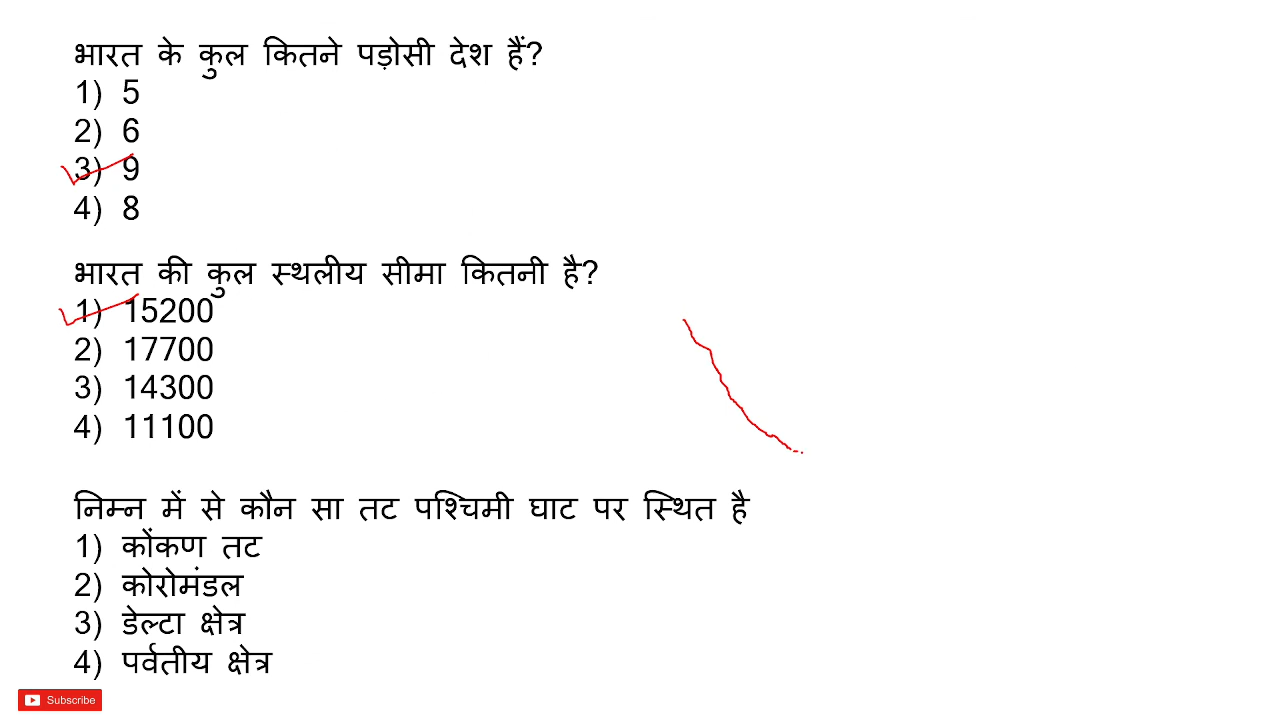 भारत के कुल कितने पड़ोसी देश हैं?
1) 5
2) 6
3) 9
4) 8
भारत की कुल स्थलीय सीमा कितनी है?
1) 15200
2) 17700
3) 14300
4) 11100
निम्न में से कौन सा तट पश्चिमी घाट पर स्थित है
1) कोंकण तट
2) कोरोमंडल
3) डेल्टा क्षेत्र
4) पर्वतीय क्षेत्र
Subscribe